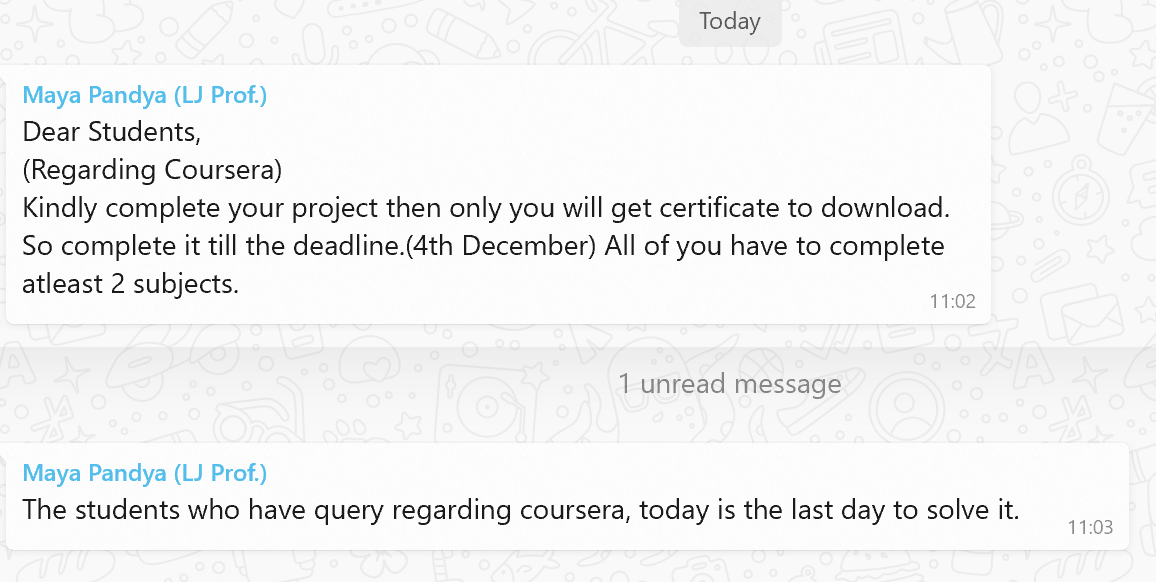 Today
Maya Pandya (LJ Prof.)
Dear Students,
(Regarding Coursera)
Kindly complete your project then only you will get certificate to download.
So complete it till the deadline.(4th December) All of you have to complete
atleast 2 subjects.
11:02
1 unread message
Maya Pandya (LJ Prof.)
The students who have query regarding coursera, today is the last day to solve it.
11:03